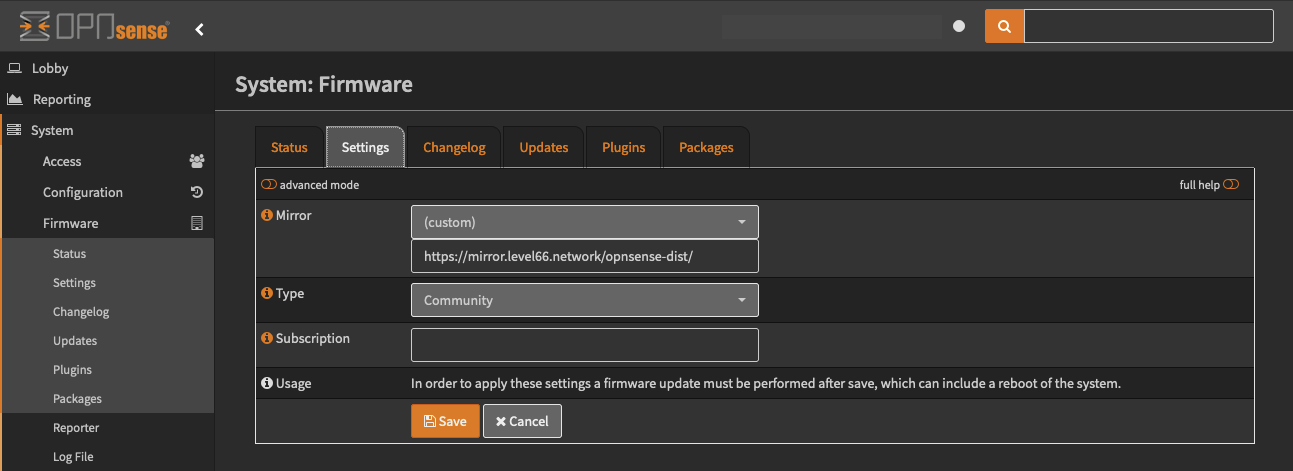 OPNsense
Lobby
Reporting
System
Access
Configuration
Firmware
Status
Settings
Changelog
Updates
Plugins
Packages
Reporter
Log File
System: Firmware
Status Settings Changelog Updates Plugins Packages
advanced mode full help
Mirror (custom)
https://mirror.level66.network/opnsense-dist/
Type Community
Subscription
Usage In order to apply these settings a firmware update must be performed after save, which can include a reboot of the system.
Save Cancel